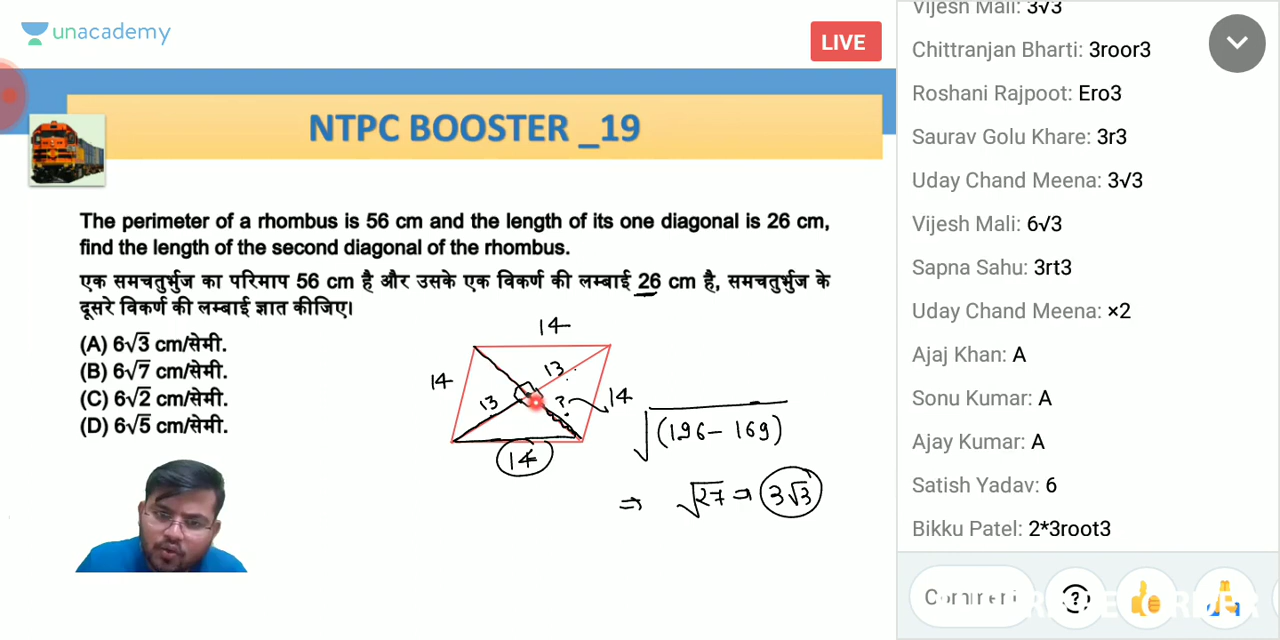 unacademy
LIVE
NTPC BOOSTER _19
The perimeter of a rhombus is 56 cm and the length of its one diagonal is 26 cm,
find the length of the second diagonal of the rhombus.
एक समचतुर्भुज का परिमाप 56 cm है और उसके एक विकर्ण की लम्बाई 26 cm है, समचतुर्भुज के
दूसरे विकर्ण की लम्बाई ज्ञात कीजिए।
(A) 6√3 cm/सेमी.
(B) 6√7 cm/सेमी.
(C) 6√2 cm/सेमी.
(D) 6√5 cm/सेमी.
14
14
13
13
?
14
14
√(196-169)
⇒ √27 ⇒ 3√3
Vijesh Mali: 3√3
Chittranjan Bharti: 3roor3
Roshani Rajpoot: Ero3
Saurav Golu Khare: 3r3
Uday Chand Meena: 3√3
Vijesh Mali: 6√3
Sapna Sahu: 3rt3
Uday Chand Meena: ×2
Ajaj Khan: A
Sonu Kumar: A
Ajay Kumar: A
Satish Yadav: 6
Bikku Patel: 2*3root3
?